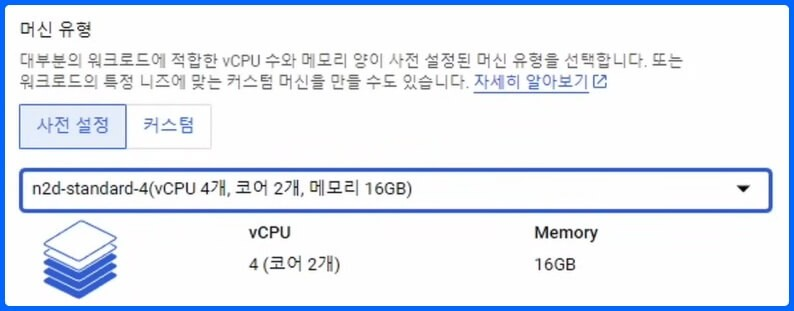 머신 유형
대부분의 워크로드에 적합한 vCPU 수와 메모리 양이 사전 설정된 머신 유형을 선택합니다. 또는
워크로드의 특정 니즈에 맞는 커스텀 머신을 만들 수도 있습니다. 자세히 알아보기
사전 설정 커스텀
n2d-standard-4(vCPU 4개, 코어 2개, 메모리 16GB)
vCPU Memory
4 (코어 2개) 16GB